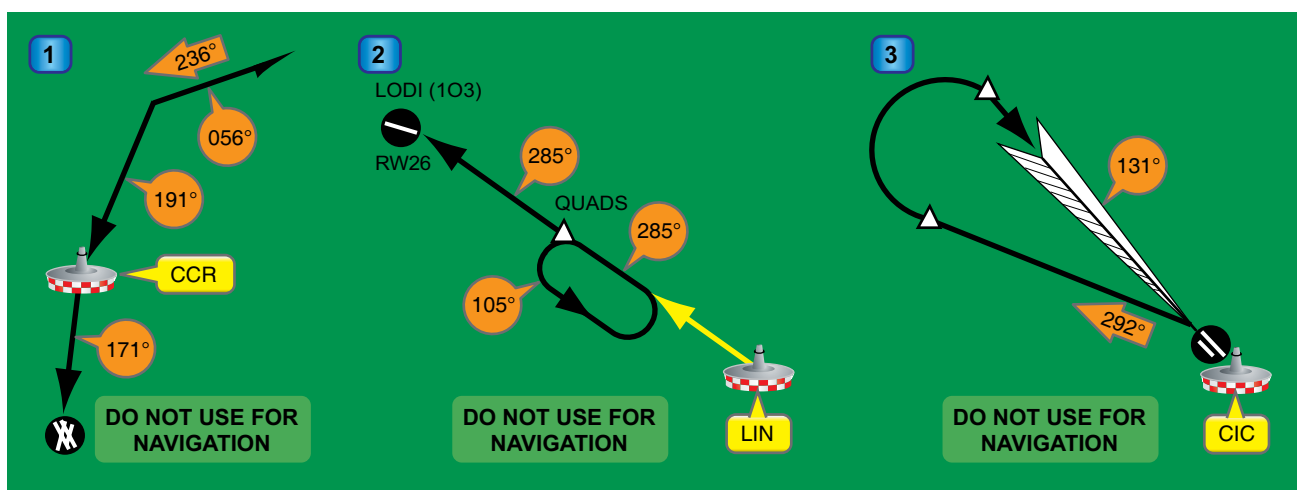 1
236°
056°
191°
CCR
171°
DO NOT USE FOR
NAVIGATION
2
LODI (1O3)
RW26
285°
QUADS
285°
105°
LIN
DO NOT USE FOR
NAVIGATION
3
131°
292°
CIC
DO NOT USE FOR
NAVIGATION